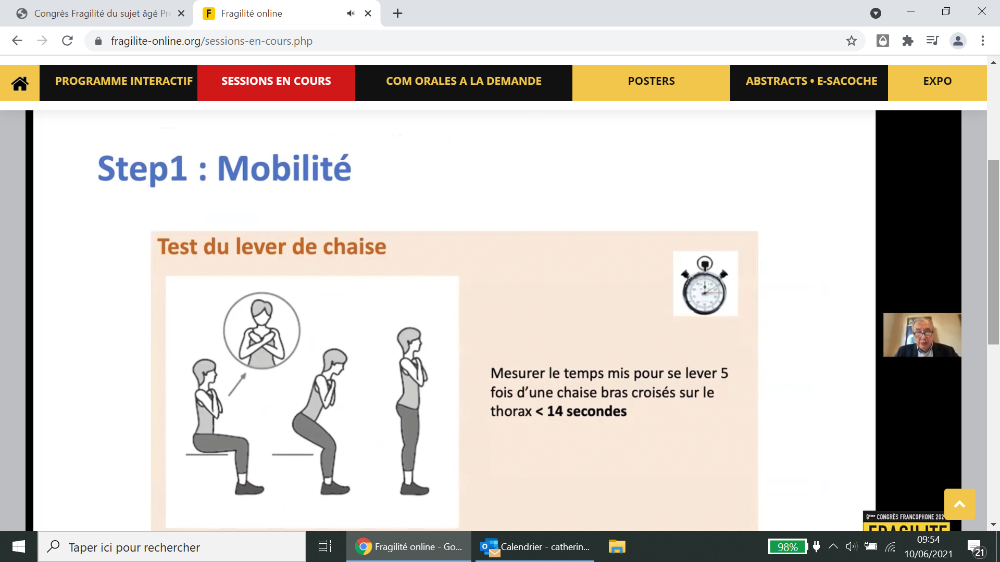 Congrès Fragilité du sujet âgé Pr
Fragilité online
fragilite-online.org/sessions-en-cours.php
PROGRAMME INTERACTIF
SESSIONS EN COURS
COM ORALES A LA DEMANDE
POSTERS
ABSTRACTS • E-SACOCHE
EXPO
Step1 : Mobilité
Test du lever de chaise
Mesurer le temps mis pour se lever 5
fois d'une chaise bras croisés sur le
thorax < 14 secondes
9ème CONGRÈS FRANCOPHONE 202
FRAGILITE
Taper ici pour rechercher
Fragilité online - Go...
Calendrier - catherin...
98%
09:54
10/06/2021
21